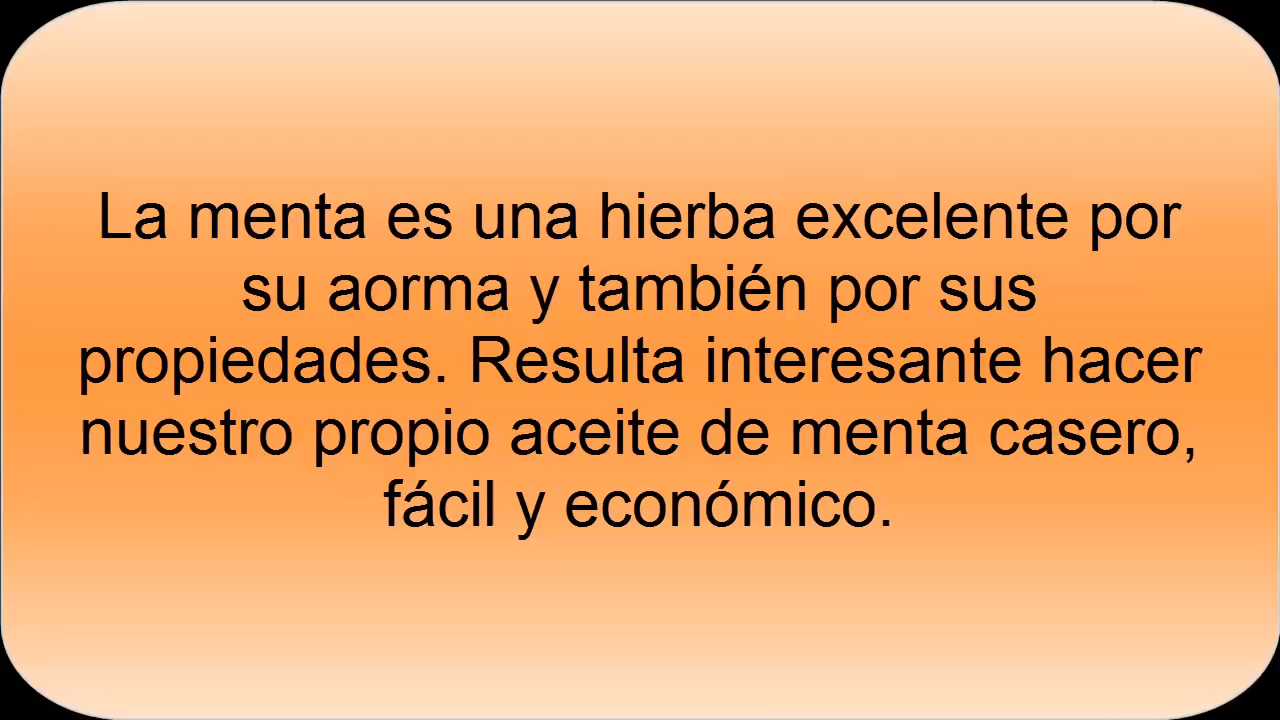 La menta es una hierba excelente por
su aorma y también por sus
propiedades. Resulta interesante hacer
nuestro propio aceite de menta casero,
fácil y económico.